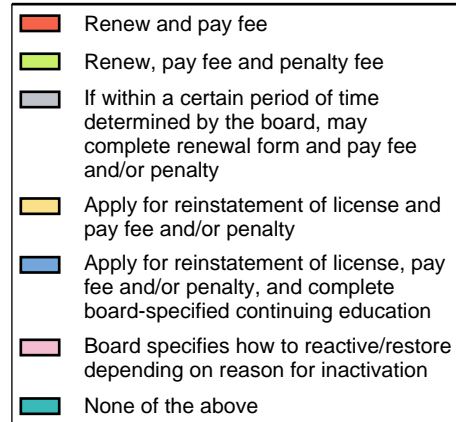 Renew and pay fee
Renew, pay fee and penalty fee
If within a certain period of time
determined by the board, may
complete renewal form and pay fee
and/or penalty
Apply for reinstatement of license and
pay fee and/or penalty
Apply for reinstatement of license, pay
fee and/or penalty, and complete
board-specified continuing education
Board specifies how to reactive/restore
depending on reason for inactivation
None of the above